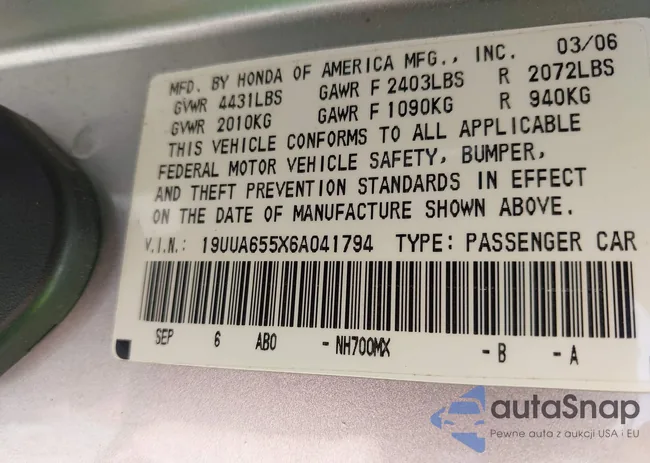 MFD. BY HONDA OF AMERICA MFG., INC. 03/06
GVWR 4431LBS GAWR F 2403LBS R 2072LBS
GVWR 2010KG GAWR F 1090KG R 940KG
THIS VEHICLE CONFORMS TO ALL APPLICABLE
FEDERAL MOTOR VEHICLE SAFETY, BUMPER,
AND THEFT PREVENTION STANDARDS IN EFFECT
ON THE DATE OF MANUFACTURE SHOWN ABOVE.
V.I.N.: 19UUA655X6A041794 TYPE: PASSENGER CAR
SEP 6 AB0 - NH700MX - B - A
autaSnap
Pewne auta z aukcji USA i EU